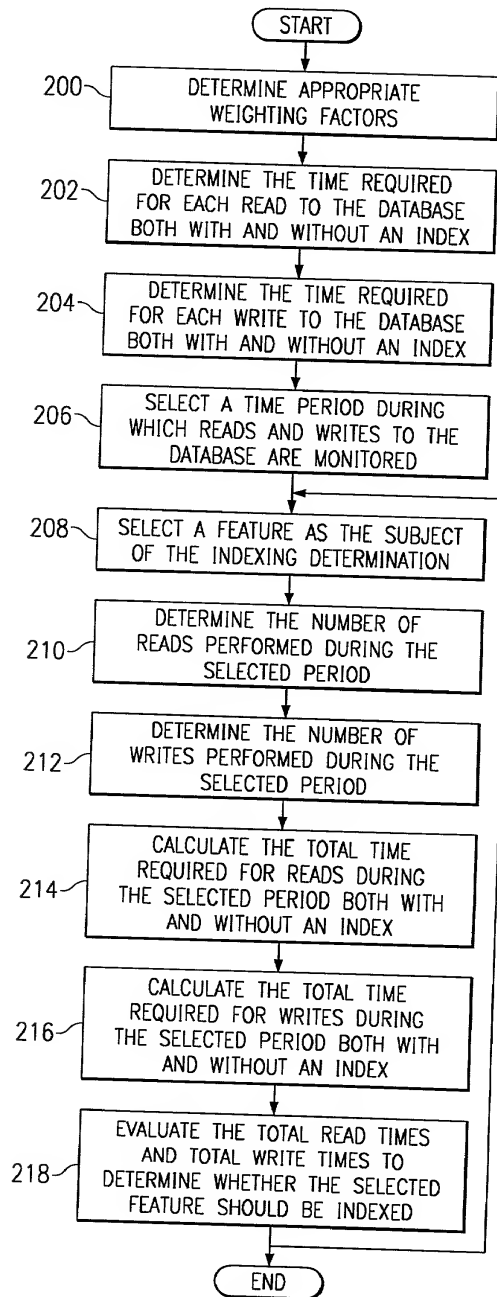 START
200
DETERMINE APPROPRIATE
WEIGHTING FACTORS
202
DETERMINE THE TIME REQUIRED
FOR EACH READ TO THE DATABASE
BOTH WITH AND WITHOUT AN INDEX
204
DETERMINE THE TIME REQUIRED
FOR EACH WRITE TO THE DATABASE
BOTH WITH AND WITHOUT AN INDEX
206
SELECT A TIME PERIOD DURING
WHICH READS AND WRITES TO THE
DATABASE ARE MONITORED
208
SELECT A FEATURE AS THE SUBJECT
OF THE INDEXING DETERMINATION
210
DETERMINE THE NUMBER OF
READS PERFORMED DURING THE
SELECTED PERIOD
212
DETERMINE THE NUMBER OF
WRITES PERFORMED DURING THE
SELECTED PERIOD
214
CALCULATE THE TOTAL TIME
REQUIRED FOR READS DURING
THE SELECTED PERIOD BOTH WITH
AND WITHOUT AN INDEX
216
CALCULATE THE TOTAL TIME
REQUIRED FOR WRITES DURING
THE SELECTED PERIOD BOTH WITH
AND WITHOUT AN INDEX
218
EVALUATE THE TOTAL READ TIMES
AND TOTAL WRITE TIMES TO
DETERMINE WHETHER THE SELECTED
FEATURE SHOULD BE INDEXED
END